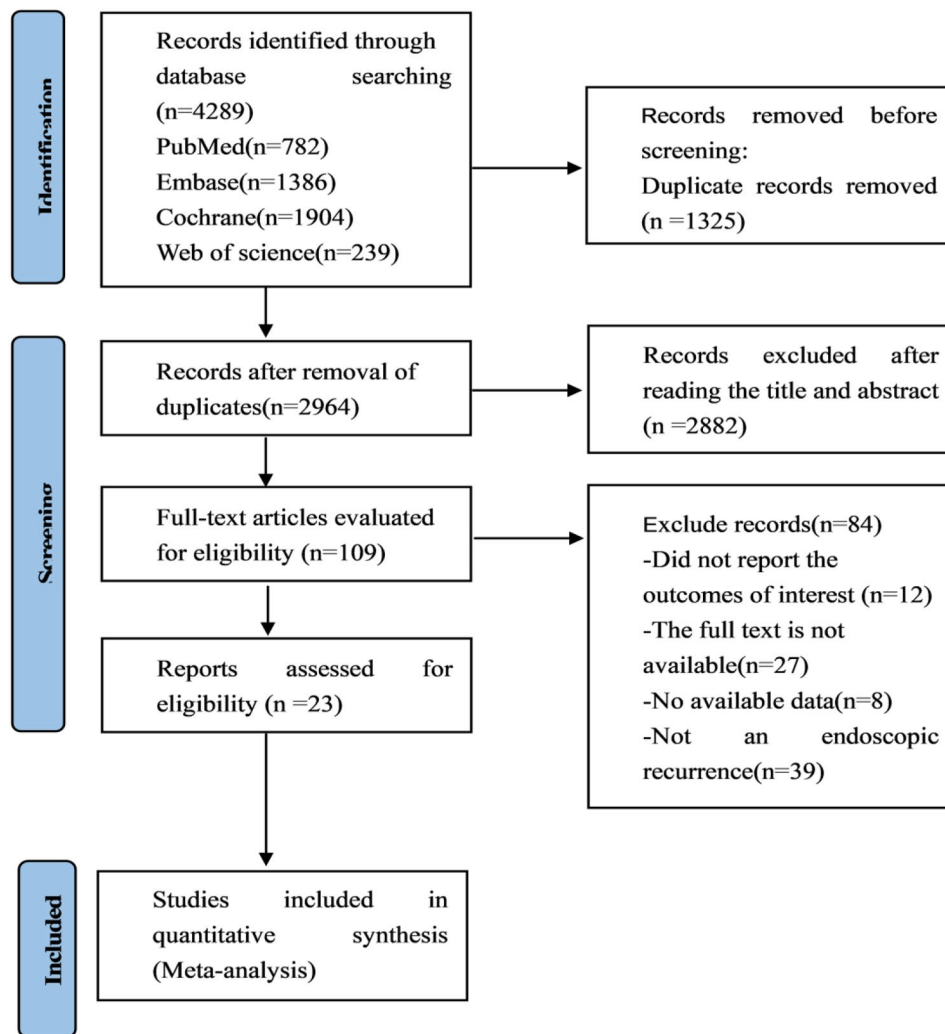 Identification
Records identified through
database searching
(n=4289)
PubMed(n=782)
Embase(n=1386)
Cochrane(n=1904)
Web of science(n=239)
Records removed before
screening:
Duplicate records removed
(n =1325)
Screening
Records after removal of
duplicates(n=2964)
Records excluded after
reading the title and abstract
(n =2882)
Full-text articles evaluated
for eligibility (n=109)
Exclude records(n=84)
-Did not report the
outcomes of interest (n=12)
-The full text is not
available(n=27)
-No available data(n=8)
-Not an endoscopic
recurrence(n=39)
Reports assessed for
eligibility (n =23)
Included
Studies included in
quantitative synthesis
(Meta-analysis)